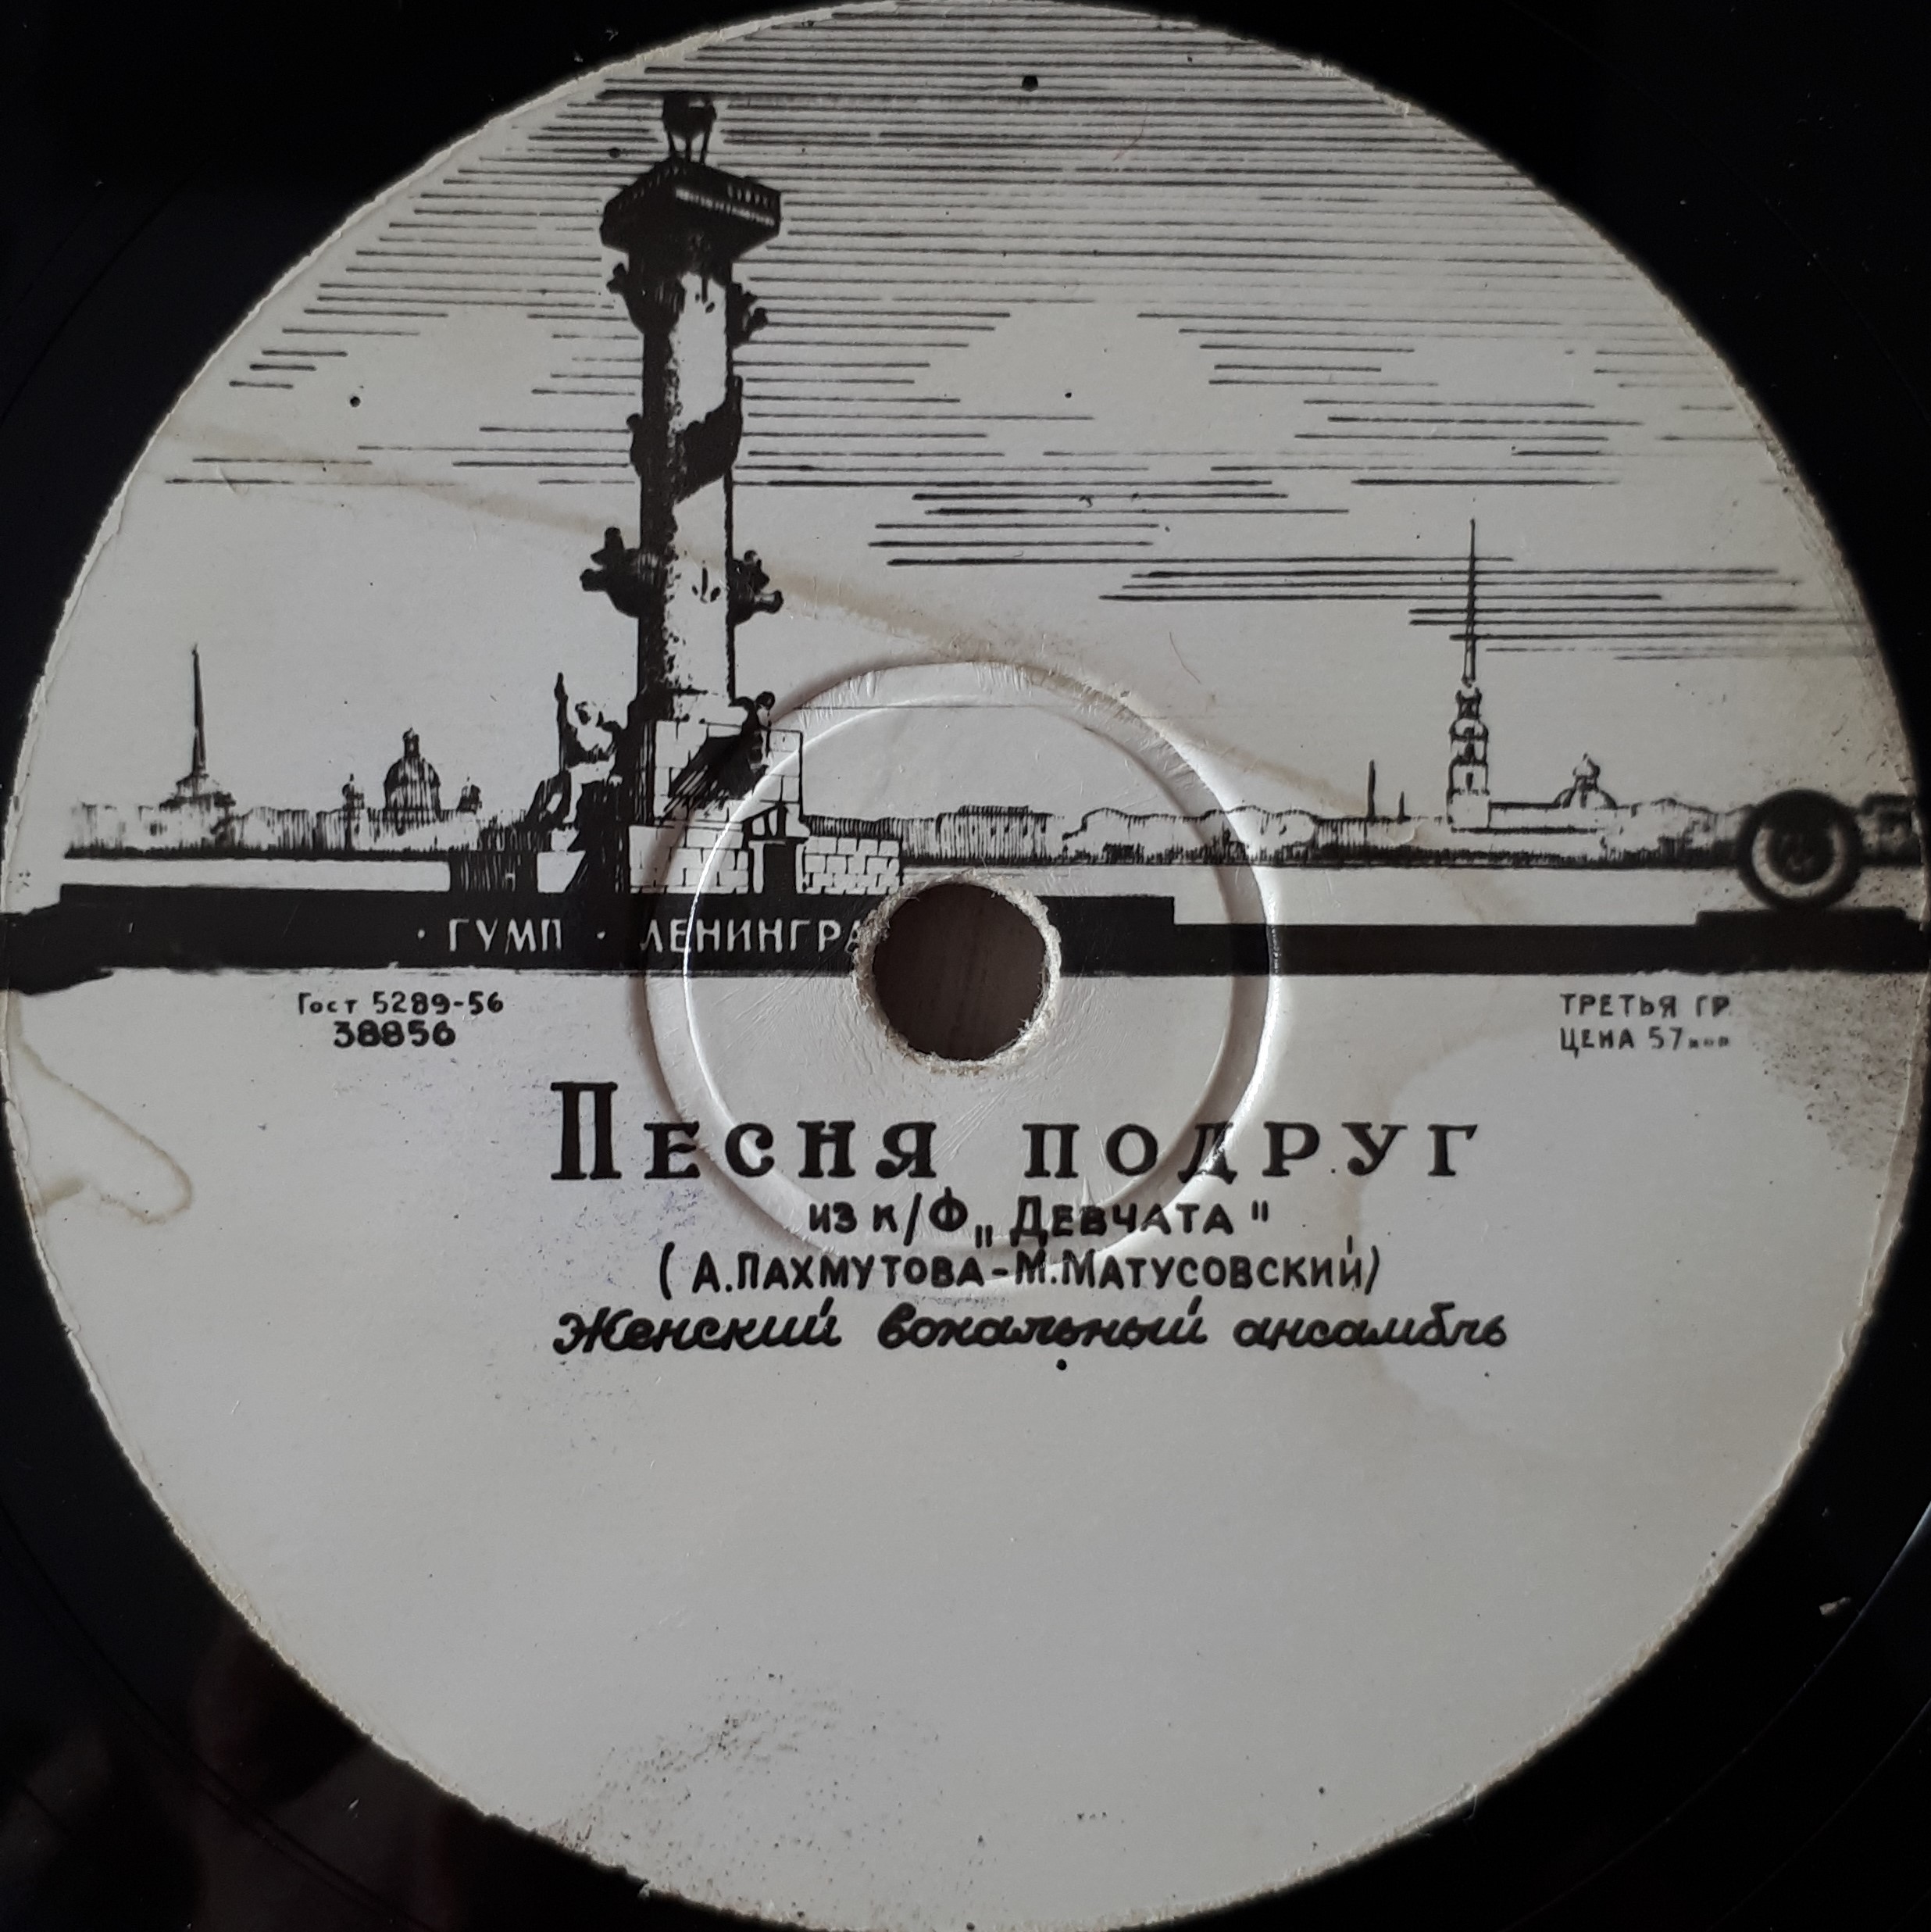 · ГУМП · ЛЕНИНГРА
Гост 5289-56
38856
ТРЕТЬЯ ГР
ЦЕНА 57 коп
Песня подруг
из к/ф „Девчата"
(А.Пахмутова-М.Матусовский)
Женский вокальный ансамбль